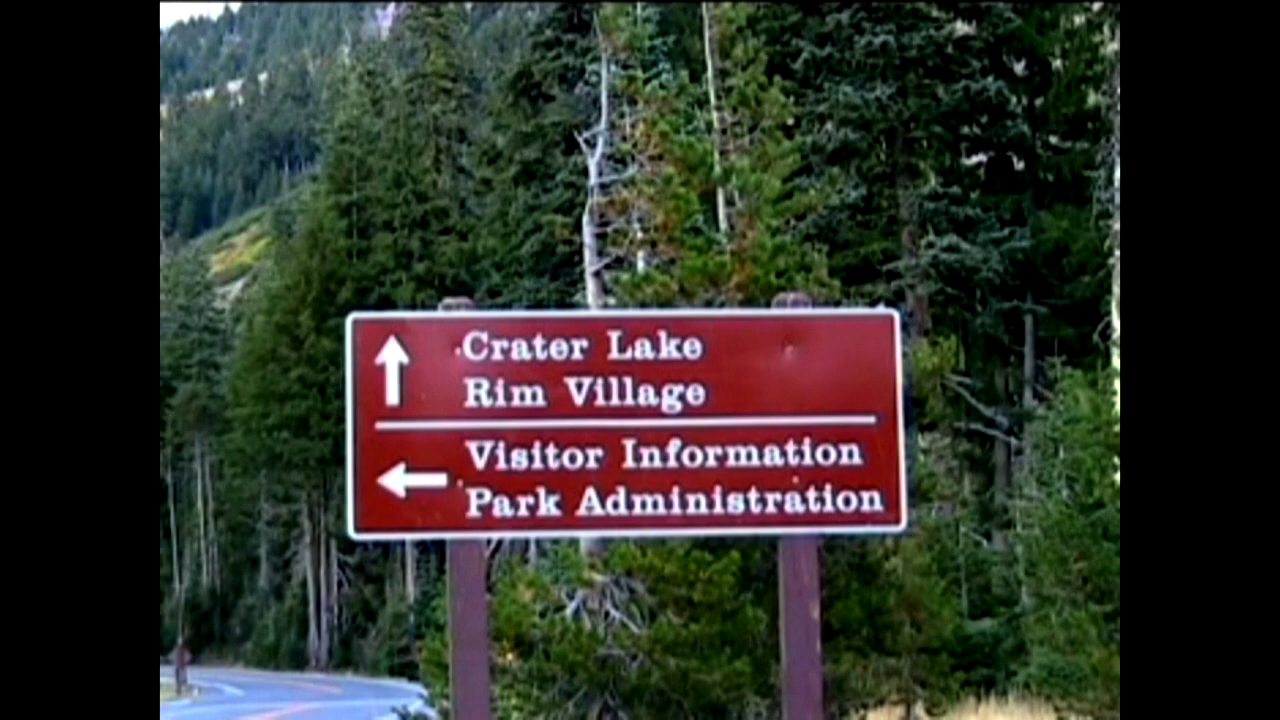 Crater Lake
Rim Village
Visitor Information
Park Administration